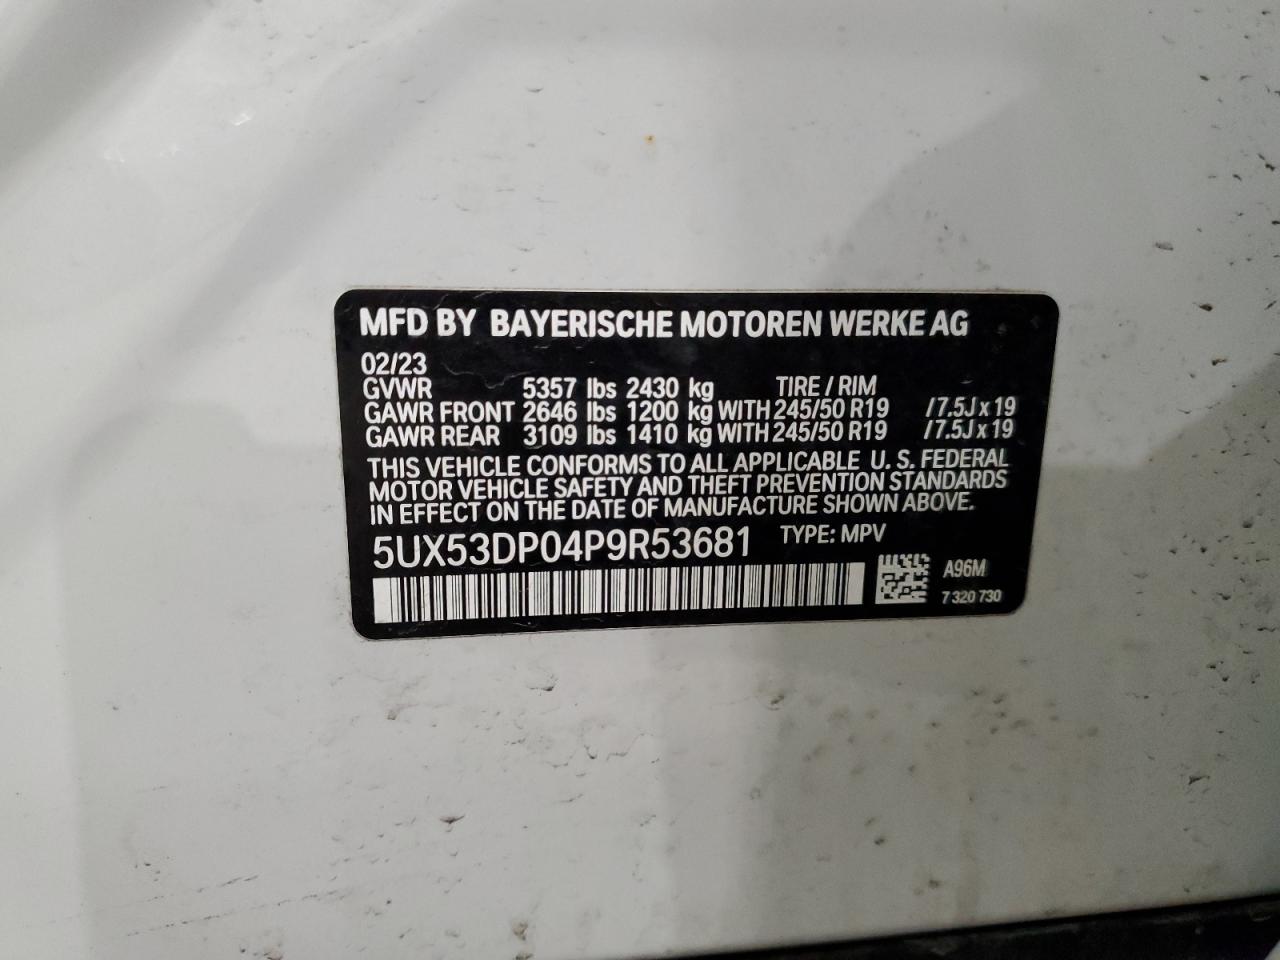 MFD BY BAYERISCHE MOTOREN WERKE AG
02/23
GVWR 5357 lbs 2430 kg TIRE / RIM
GAWR FRONT 2646 lbs 1200 kg WITH 245/50 R19 /7.5J x 19
GAWR REAR 3109 lbs 1410 kg WITH 245/50 R19 /7.5J x 19
THIS VEHICLE CONFORMS TO ALL APPLICABLE U. S. FEDERAL
MOTOR VEHICLE SAFETY AND THEFT PREVENTION STANDARDS
IN EFFECT ON THE DATE OF MANUFACTURE SHOWN ABOVE.
5UX53DP04P9R53681 TYPE: MPV
A96M
7 320 730